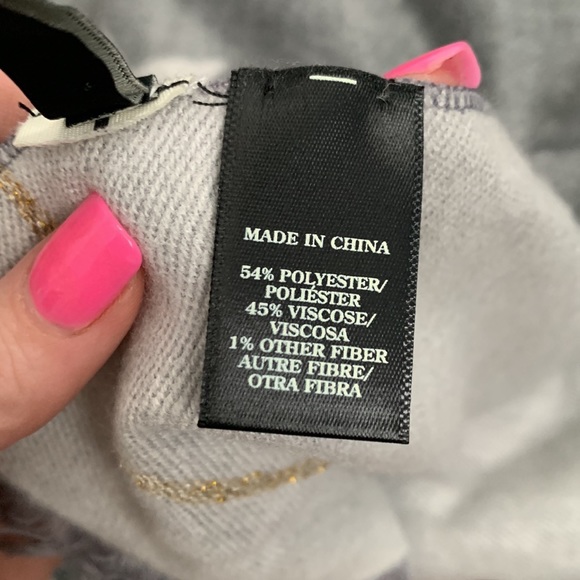 MADE IN CHINA
54% POLYESTER/
POLIÉSTER
45% VISCOSE/
VISCOSA
1% OTHER FIBER
AUTRE FIBRE/
OTRA FIBRA